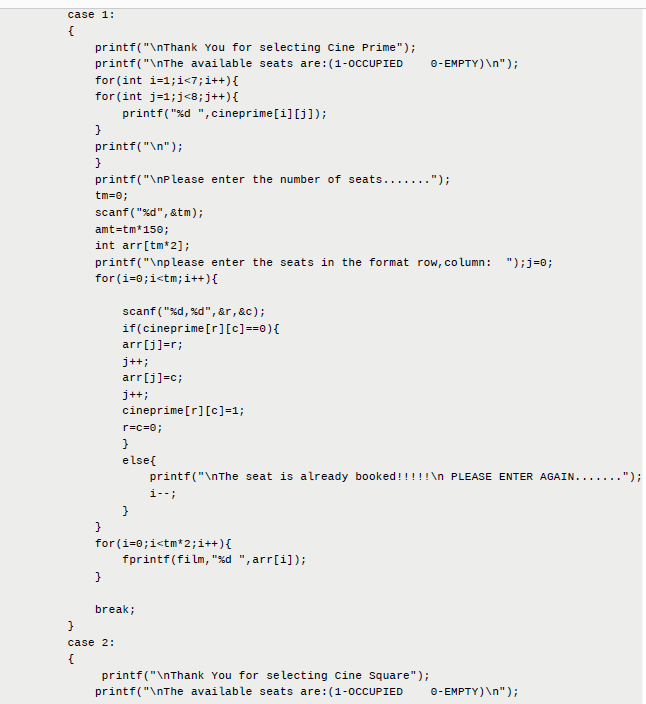 case 1:
{
printf("\nThank You for selecting Cine Prime");
printf("\nThe available seats are:(1-OCCUPIED    0-EMPTY)\n");
for(int i=1;i<7;i++){
for(int j=1;j<8;j++){
printf("%d ",cineprime[i][j]);
}
printf("\n");
}
printf("\nPlease enter the number of seats.......");
tm=0;
scanf("%d",&tm);
amt=tm*150;
int arr[tm*2];
printf("\nplease enter the seats in the format row,column:  ");j=0;
for(i=0;i<tm;i++){
scanf("%d,%d",&r,&c);
if(cineprime[r][c]==0){
arr[j]=r;
j++;
arr[j]=c;
j++;
cineprime[r][c]=1;
r=c=0;
}
else{
printf("\nThe seat is already booked!!!!!\n PLEASE ENTER AGAIN.......");
i--;
}
}
for(i=0;i<tm*2;i++){
fprintf(film,"%d ",arr[i]);
}
break;
}
case 2:
{
printf("\nThank You for selecting Cine Square");
printf("\nThe available seats are:(1-OCCUPIED    0-EMPTY)\n");